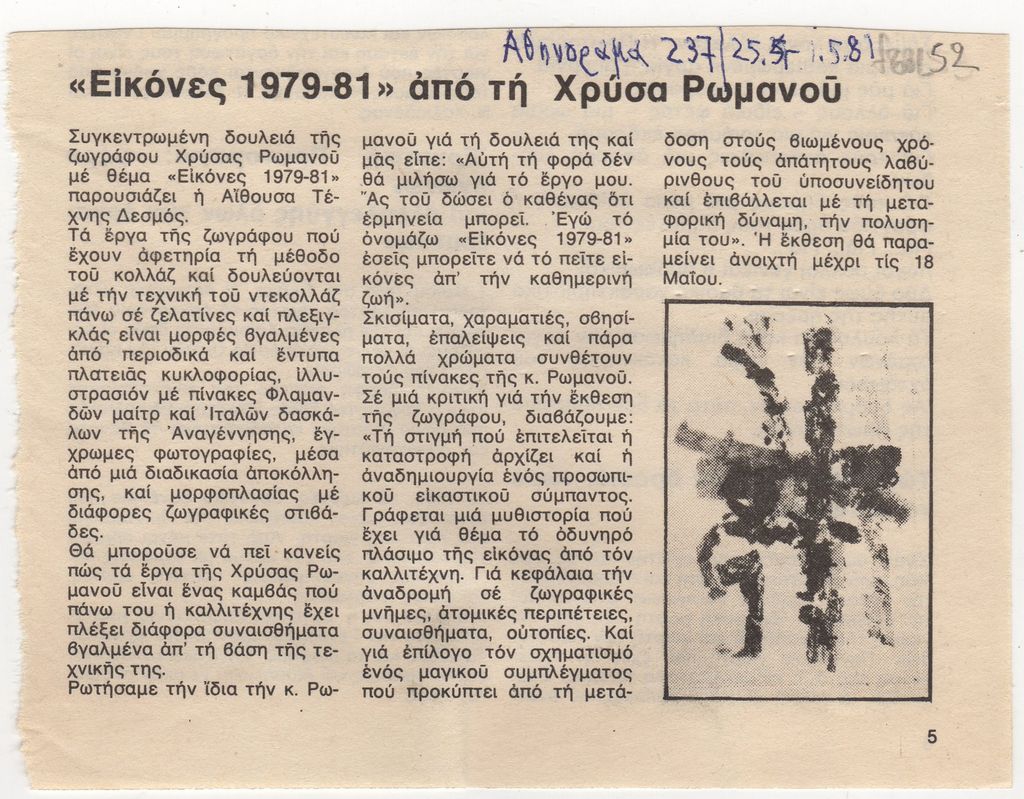 Αθηνοραμα 237/25.5- 1.5.81
52
«Εἰκόνες 1979-81» ἀπό τή Χρύσα Ρωμανοῦ
Συγκεντρωμένη δουλειά τῆς
ζωγράφου Χρύσας Ρωμανοῦ
μέ θέμα «Εἰκόνες 1979-81»
παρουσιάζει ἡ Αἴθουσα Τέ-
χνης Δεσμός.
Τά ἔργα τῆς ζωγράφου πού
ἔχουν ἀφετηρία τή μέθοδο
τοῦ κολλάζ καί δουλεύονται
μέ τήν τεχνική τοῦ ντεκολλάζ
πάνω σέ ζελατίνες καί πλεξιγ-
κλάς εἶναι μορφές βγαλμένες
ἀπό περιοδικά καί ἔντυπα
πλατειᾶς κυκλοφορίας, ἰλλυ-
στρασιόν μέ πίνακες Φλαμαν-
δῶν μαίτρ καί Ἰταλῶν δασκά-
λων τῆς Ἀναγέννησης, ἔγ-
χρωμες φωτογραφίες, μέσα
ἀπό μιά διαδικασία ἀποκόλλη-
σης, καί μορφοπλασίας μέ
διάφορες ζωγραφικές στιβά-
δες.
Θά μποροῦσε νά πεῖ κανείς
πώς τά ἔργα τῆς Χρύσας Ρω-
μανοῦ εἶναι ἕνας καμβάς πού
πάνω του ἡ καλλιτέχνης ἔχει
πλέξει διάφορα συναισθήματα
βγαλμένα ἀπ' τή βάση τῆς τε-
χνικῆς της.
Ρωτήσαμε τήν ἴδια τήν κ. Ρω-
μανοῦ γιά τή δουλειά της καί
μᾶς εἶπε: «Αὐτή τή φορά δέν
θά μιλήσω γιά τό ἔργο μου.
Ἄς τοῦ δώσει ὁ καθένας ὅτι
ἑρμηνεία μπορεῖ. Ἐγώ τό
ὀνομάζω «Εἰκόνες 1979-81»
ἐσεῖς μπορεῖτε νά τό πεῖτε εἰ-
κόνες ἀπ' τήν καθημερινή
ζωή».
Σκισίματα, χαραματιές, σβησί-
ματα, ἐπαλείψεις καί πάρα
πολλά χρώματα συνθέτουν
τούς πίνακες τῆς κ. Ρωμανοῦ.
Σέ μιά κριτική γιά τήν ἔκθεση
τῆς ζωγράφου, διαβάζουμε:
«Τή στιγμή πού ἐπιτελεῖται ἡ
καταστροφή ἀρχίζει καί ἡ
ἀναδημιουργία ἑνός προσωπι-
κοῦ εἰκαστικοῦ σύμπαντος.
Γράφεται μιά μυθιστορία πού
ἔχει γιά θέμα τό ὀδυνηρό
πλάσιμο τῆς εἰκόνας ἀπό τόν
καλλιτέχνη. Γιά κεφάλαια τήν
ἀναδρομή σέ ζωγραφικές
μνῆμες, ἀτομικές περιπέτειες,
συναισθήματα, οὐτοπίες. Καί
γιά ἐπίλογο τόν σχηματισμό
ἑνός μαγικοῦ συμπλέγματος
πού προκύπτει ἀπό τή μετά-
δοση στούς βιωμένους χρό-
νους τούς ἀπάτητους λαβύ-
ρινθους τοῦ ὑποσυνείδητου
καί ἐπιβάλλεται μέ τή μετα-
φορική δύναμη, τήν πολυση-
μία του». Ἡ ἔκθεση θά παρα-
μείνει ἀνοιχτή μέχρι τίς 18
Μαΐου.
5